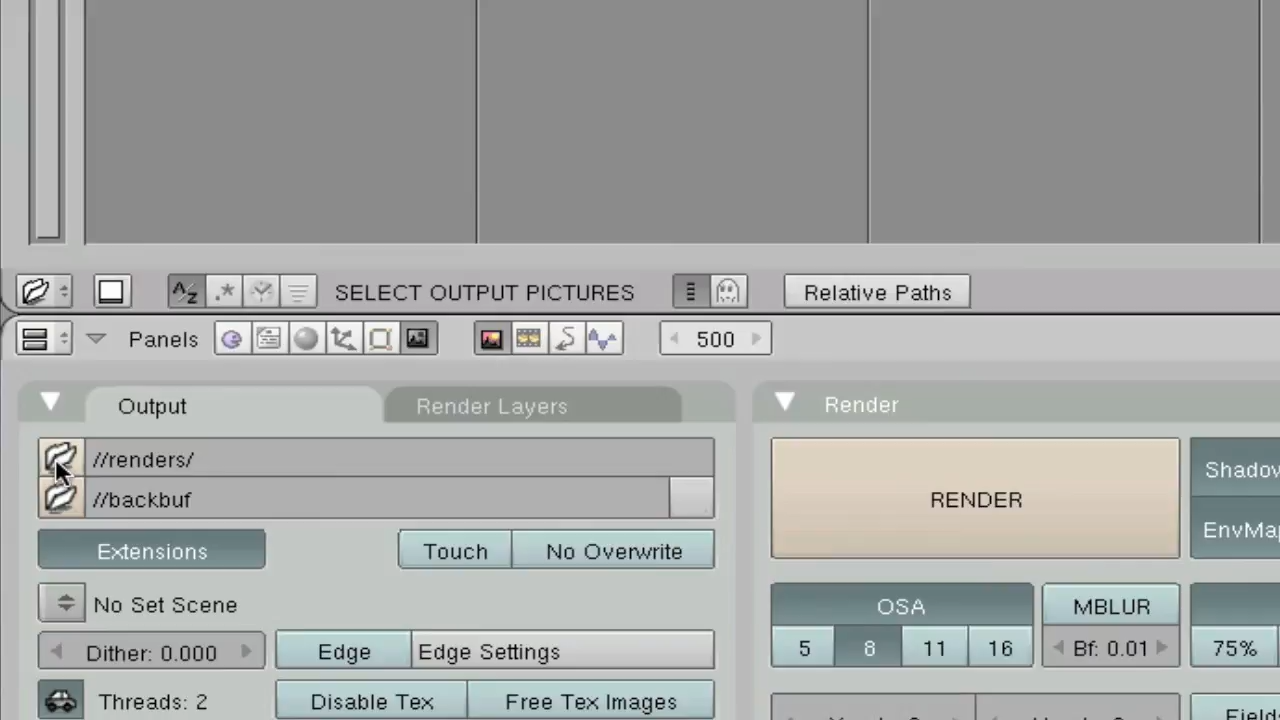 SELECT OUTPUT PICTURES Relative Paths
Panels 500
Output Render Layers Render
//renders/
//backbuf
RENDER
Shadow
EnvMap
Extensions Touch No Overwrite
No Set Scene
OSA MBLUR
Dither: 0.000 Edge Edge Settings
5 8 11 16 Bf: 0.01 75%
Threads: 2 Disable Tex Free Tex Images